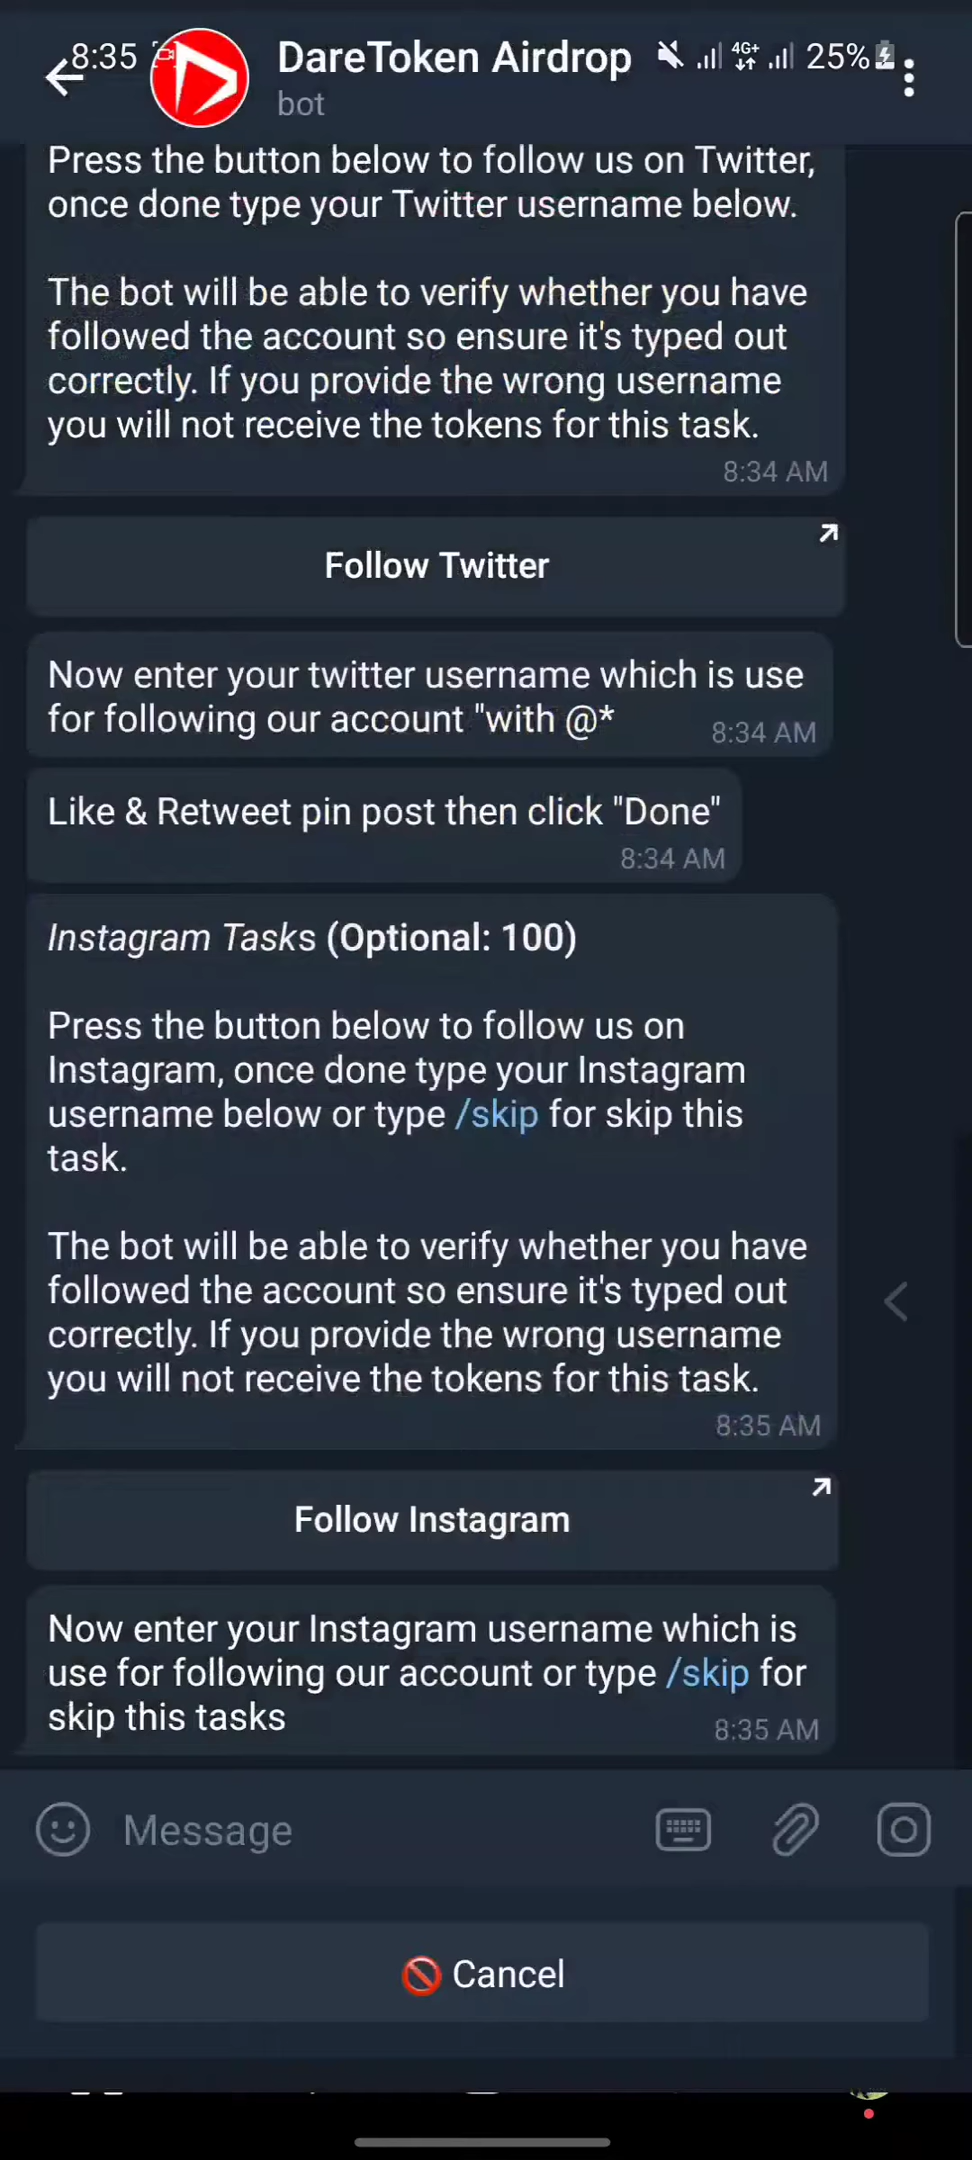 8:35
DareToken Airdrop
4G+
25%
bot
Press the button below to follow us on Twitter,
once done type your Twitter username below.
The bot will be able to verify whether you have
followed the account so ensure it's typed out
correctly. If you provide the wrong username
you will not receive the tokens for this task.
8:34 AM
Follow Twitter
Now enter your twitter username which is use
for following our account "with @*
8:34 AM
Like & Retweet pin post then click "Done"
8:34 AM
Instagram Tasks (Optional: 100)
Press the button below to follow us on
Instagram, once done type your Instagram
username below or type /skip for skip this
task.
The bot will be able to verify whether you have
followed the account so ensure it's typed out
correctly. If you provide the wrong username
you will not receive the tokens for this task.
8:35 AM
Follow Instagram
Now enter your Instagram username which is
use for following our account or type /skip for
skip this tasks
8:35 AM
Message
Cancel